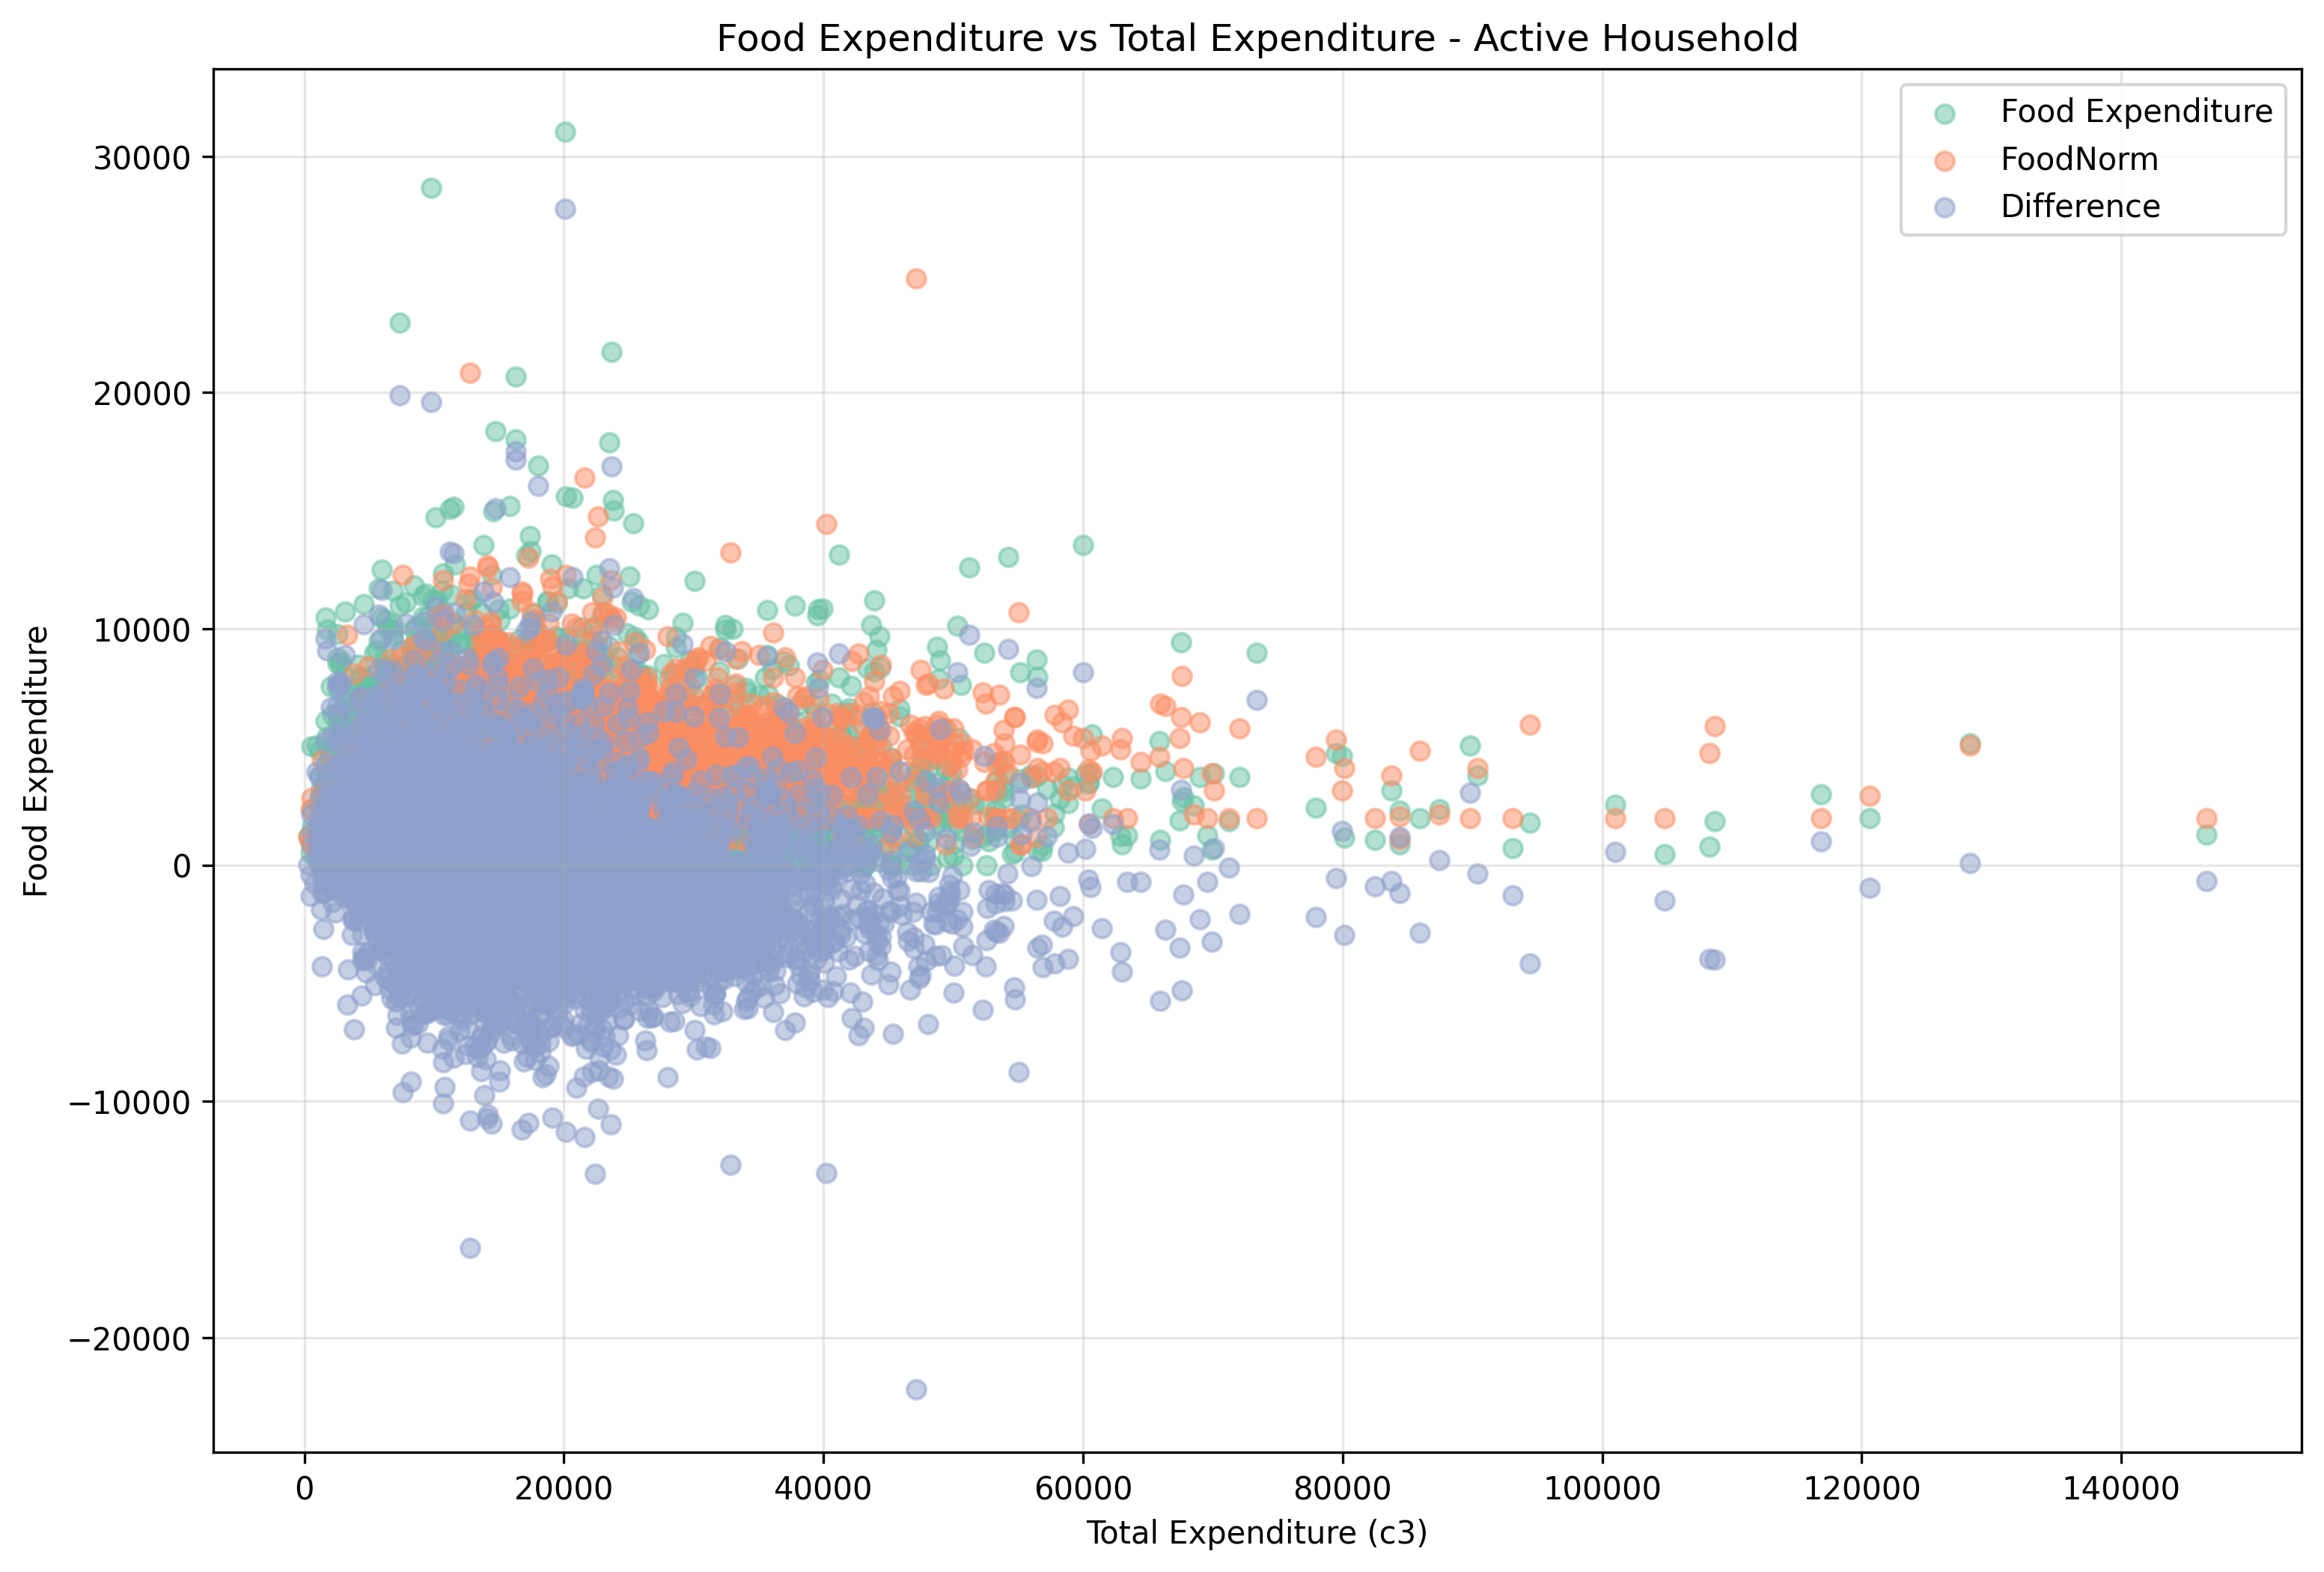 Food Expenditure vs Total Expenditure - Active Household
Food Expenditure
FoodNorm
Difference
30000
20000
10000
0
−10000
−20000
Food Expenditure
0
20000
40000
60000
80000
100000
120000
140000
Total Expenditure (c3)